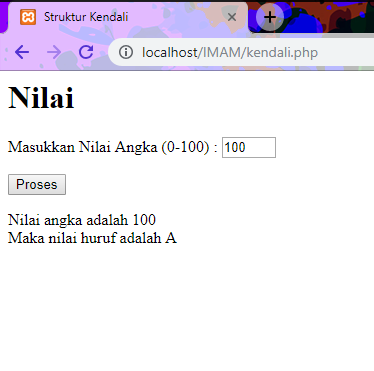 Struktur Kendali
localhost/IMAM/kendali.php
Nilai
Masukkan Nilai Angka (0-100) : 100
Proses
Nilai angka adalah 100
Maka nilai huruf adalah A